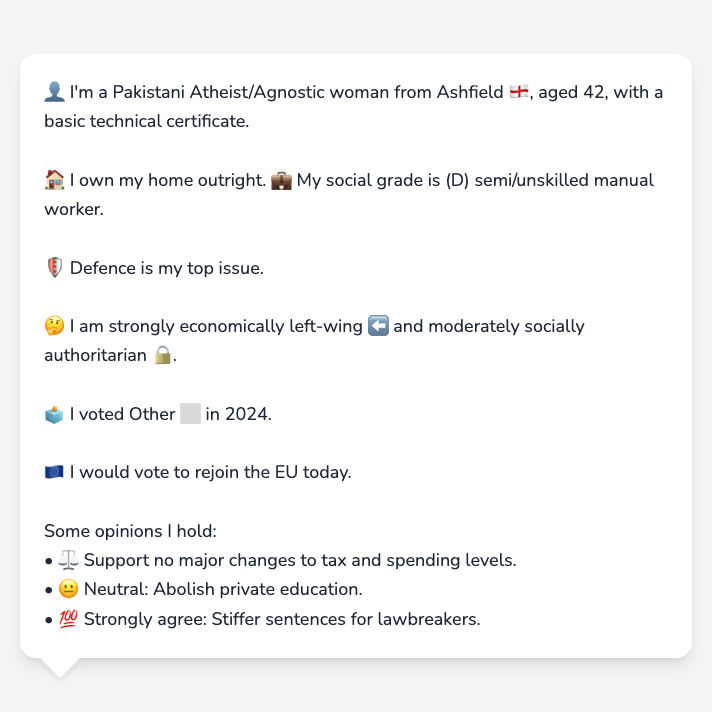 👤 I'm a Pakistani Atheist/Agnostic woman from Ashfield 🏴󠁧󠁢󠁥󠁮󠁧󠁿, aged 42, with a
basic technical certificate.
🏠 I own my home outright. 💼 My social grade is (D) semi/unskilled manual
worker.
🛡️ Defence is my top issue.
🤔 I am strongly economically left-wing ⬅️ and moderately socially
authoritarian 🔒.
🗳️ I voted Other ⬜ in 2024.
🇪🇺 I would vote to rejoin the EU today.
Some opinions I hold:
• ⚖️ Support no major changes to tax and spending levels.
• 😐 Neutral: Abolish private education.
• 💯 Strongly agree: Stiffer sentences for lawbreakers.